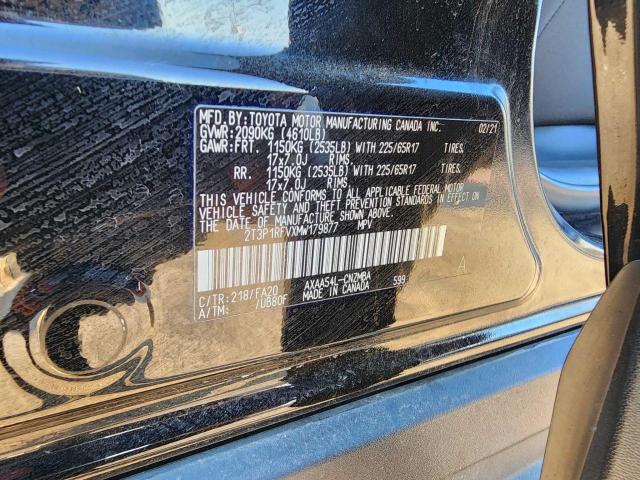 MFD. BY: TOYOTA MOTOR MANUFACTURING CANADA INC. 02/21
GVWR: 2090KG (4610LB)
GAWR: FRT. 1150KG (2535LB) WITH 225/65R17 TIRES.
17x7.0J RIMS
RR. 1150KG (2535LB) WITH 225/65R17 TIRES.
17x7.0J RIMS
THIS VEHICLE CONFORMS TO ALL APPLICABLE FEDERAL MOTOR
VEHICLE SAFETY AND THEFT PREVENTION STANDARDS IN EFFECT ON
THE DATE OF MANUFACTURE SHOWN ABOVE.
2T3P1RFVXMW179877 MPV
C/TR: 218/FA20 AXAA54L-CNZMBA 599 A
A/TM: /UB80F MADE IN CANADA